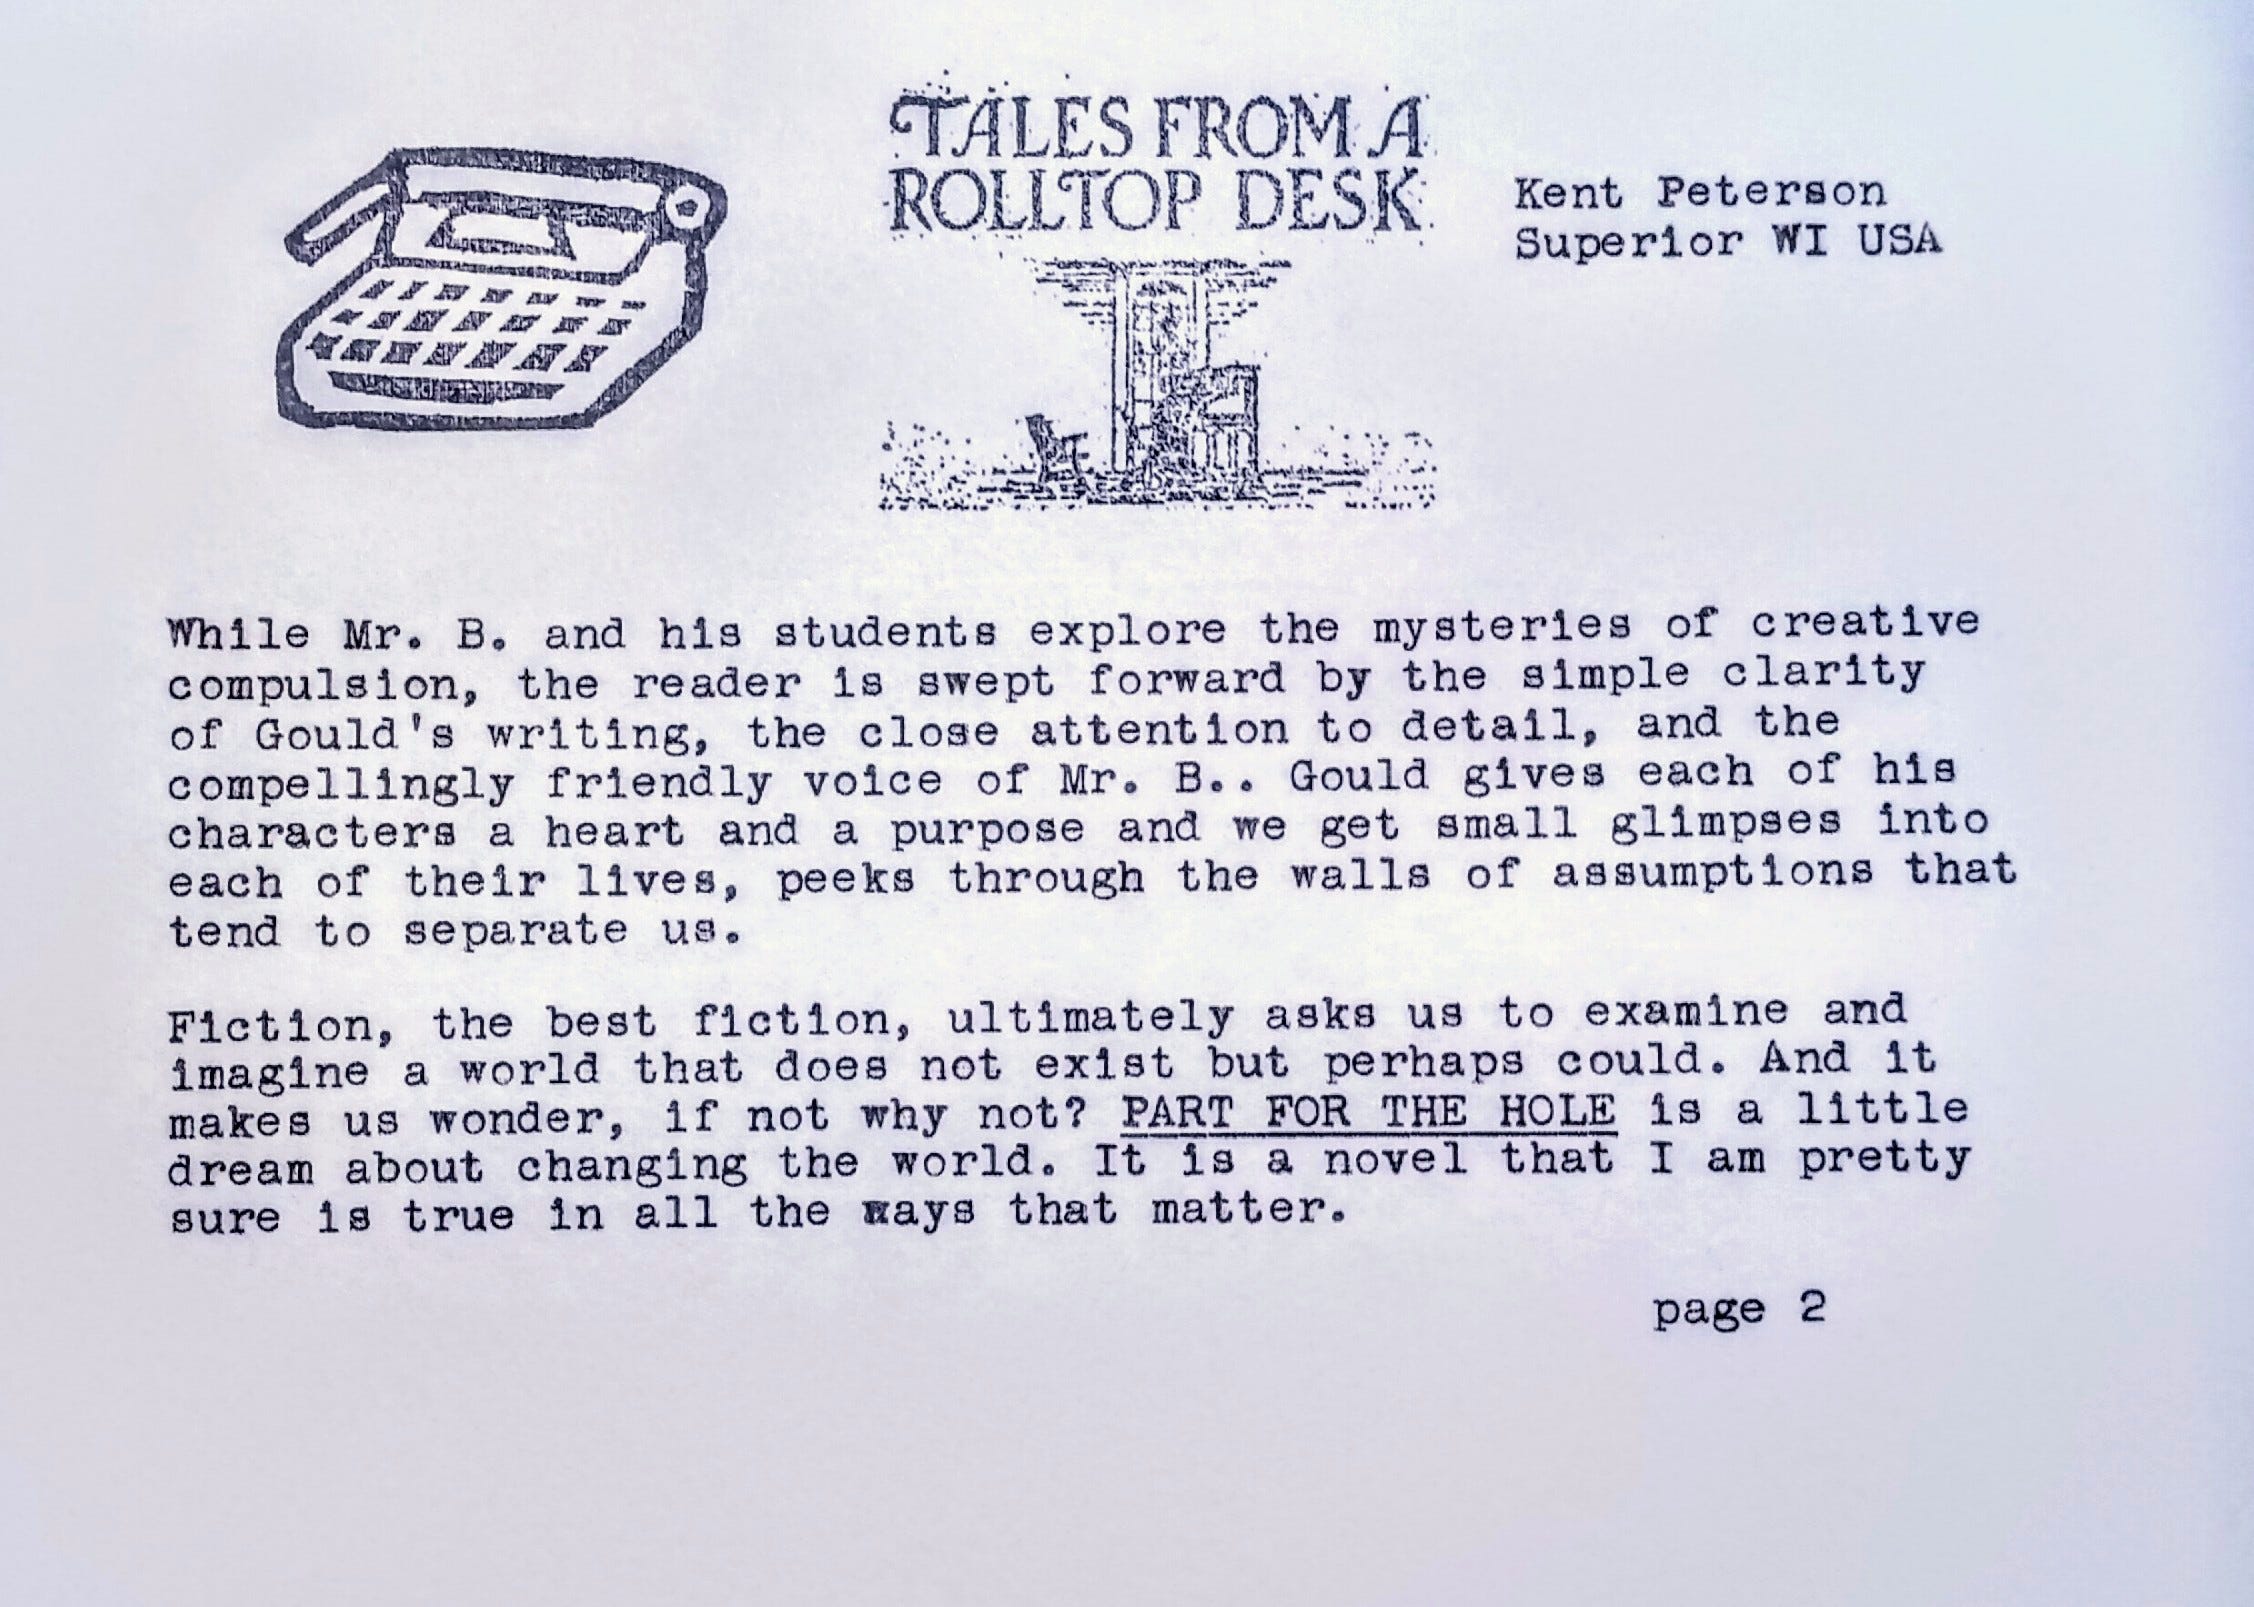 TALES FROM A
ROLLTOP DESK
Kent Peterson
Superior WI USA
While Mr. B. and his students explore the mysteries of creative
compulsion, the reader is swept forward by the simple clarity
of Gould's writing, the close attention to detail, and the
compellingly friendly voice of Mr. B.. Gould gives each of his
characters a heart and a purpose and we get small glimpses into
each of their lives, peeks through the walls of assumptions that
tend to separate us.
Fiction, the best fiction, ultimately asks us to examine and
imagine a world that does not exist but perhaps could. And it
makes us wonder, if not why not? PART FOR THE HOLE is a little
dream about changing the world. It is a novel that I am pretty
sure is true in all the ways that matter.
page 2